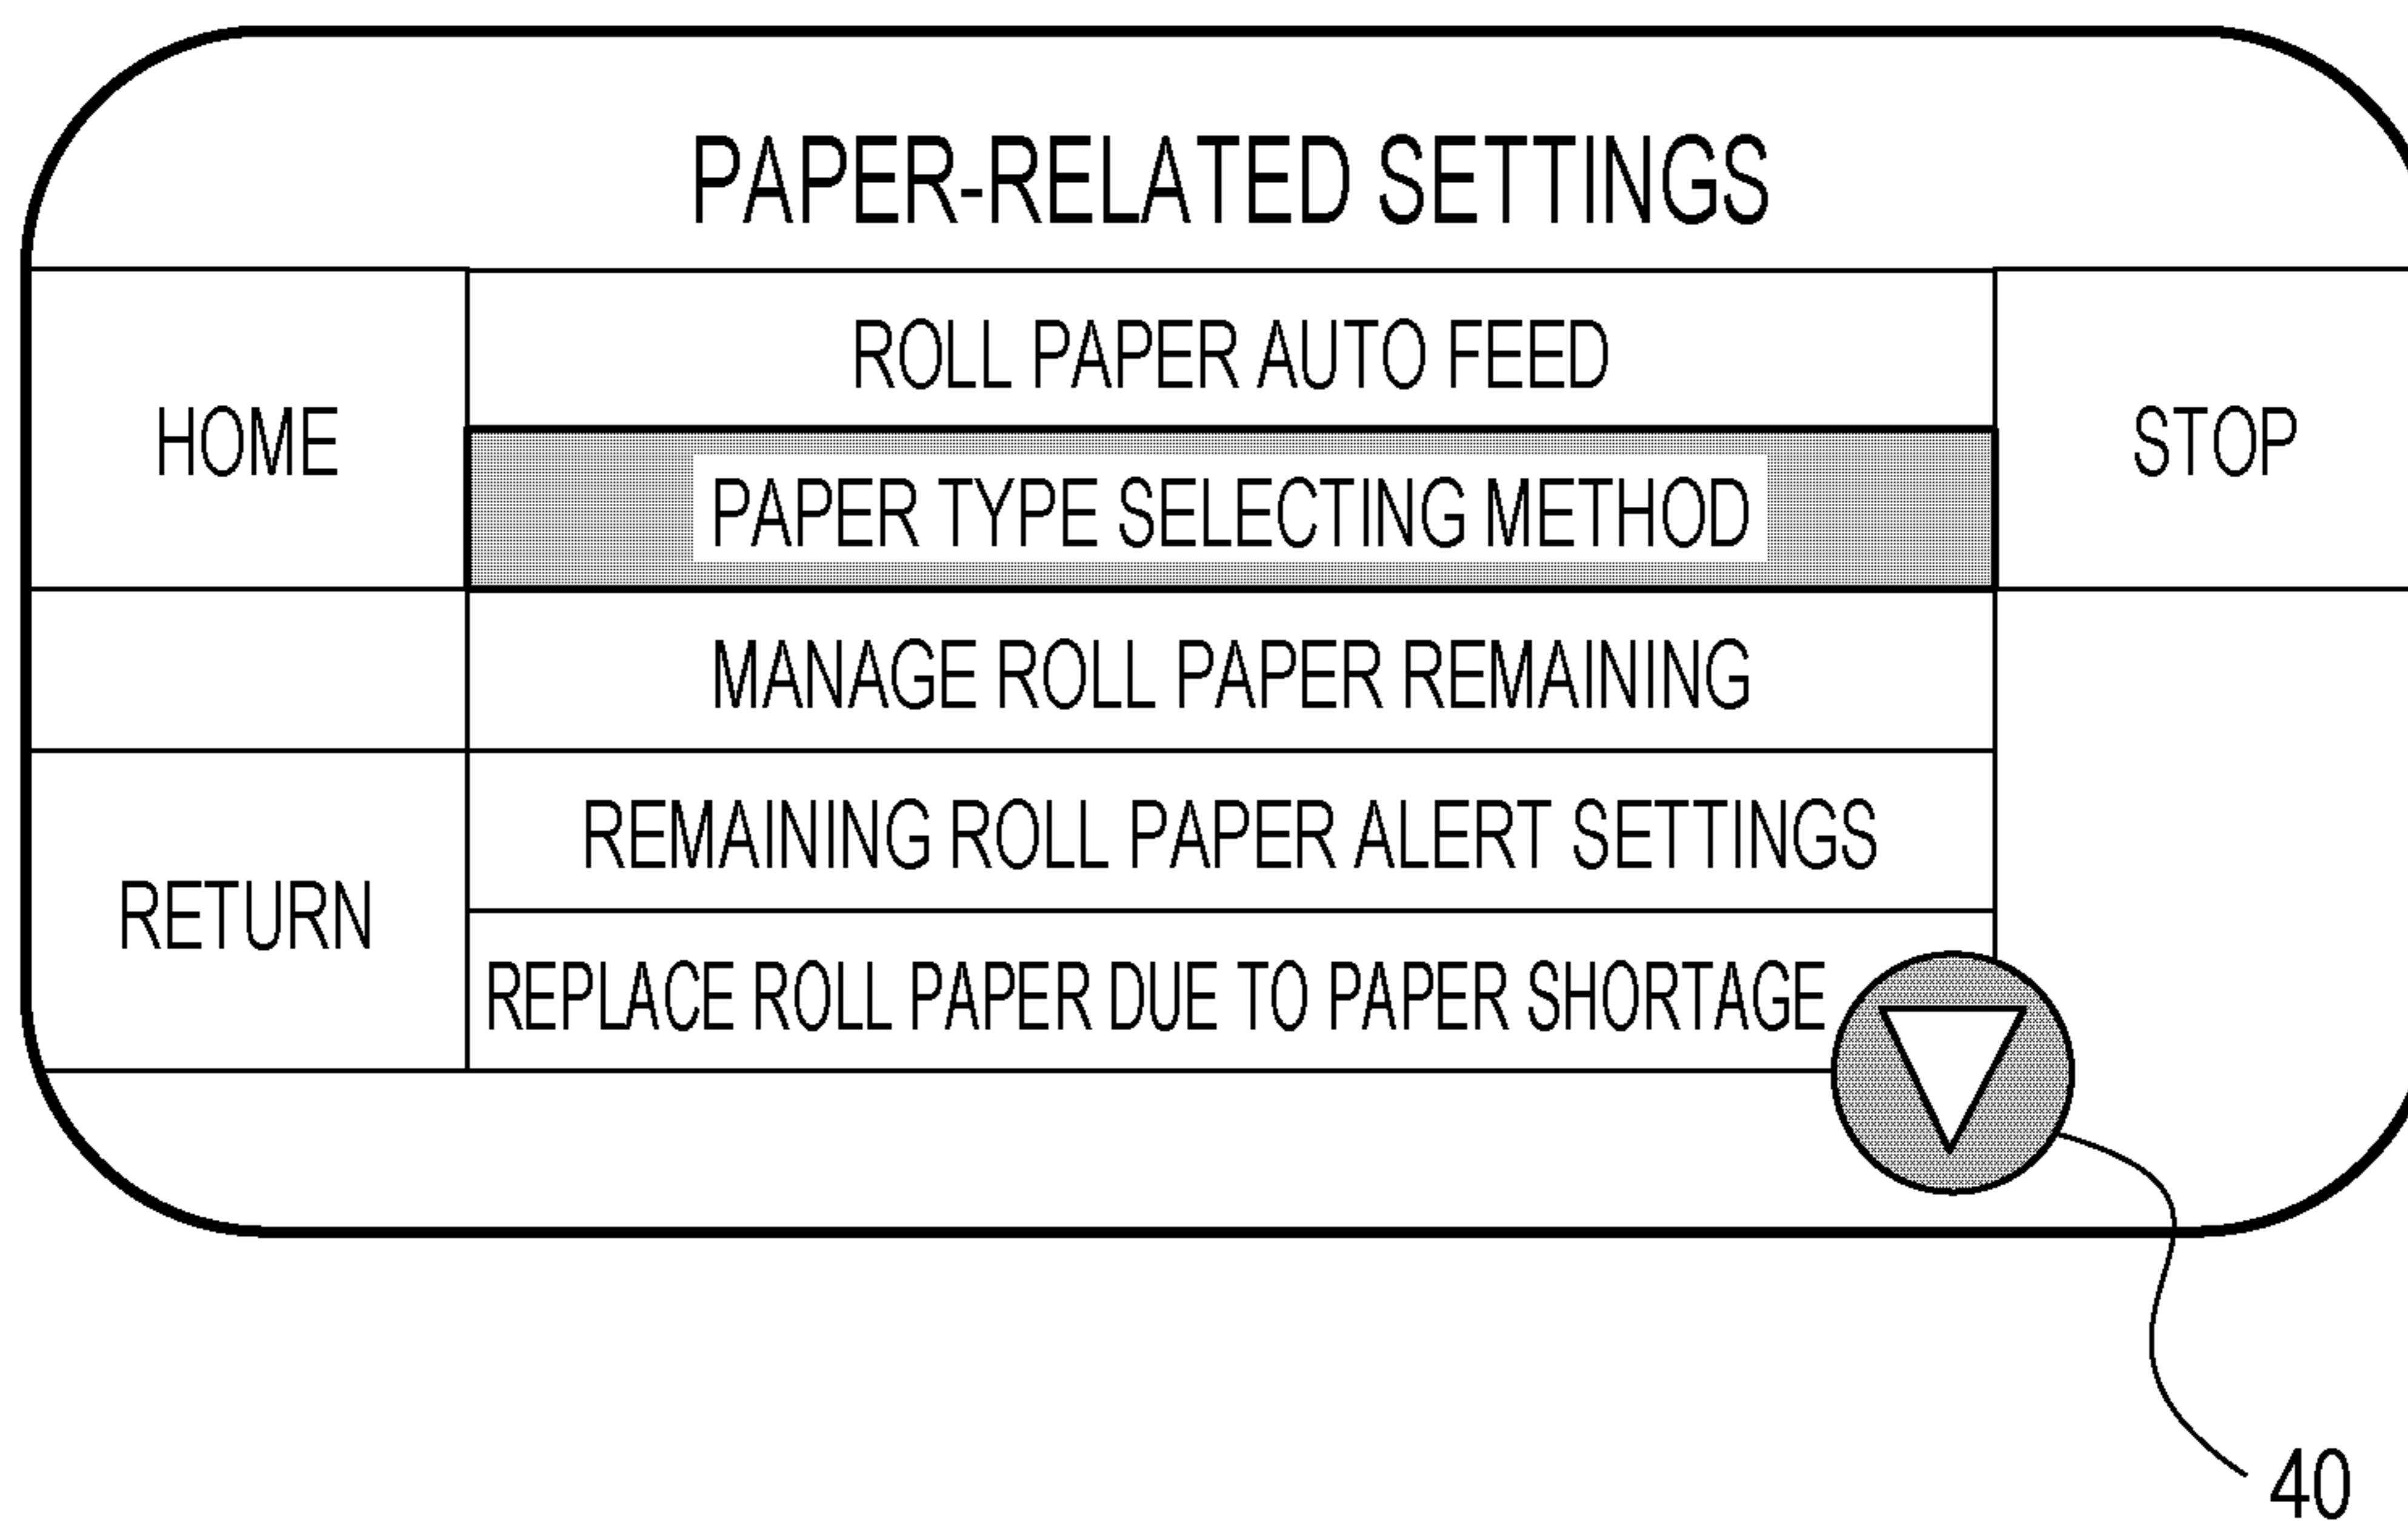 PAPER-RELATED SETTINGS
ROLL PAPER AUTO FEED
HOME
STOP
PAPER TYPE SELECTING METHOD
MANAGE ROLL PAPER REMAINING
REMAINING ROLL PAPER ALERT SETTINGS
RETURN
REPLACE ROLL PAPER DUE TO PAPER SHORTAGE
40